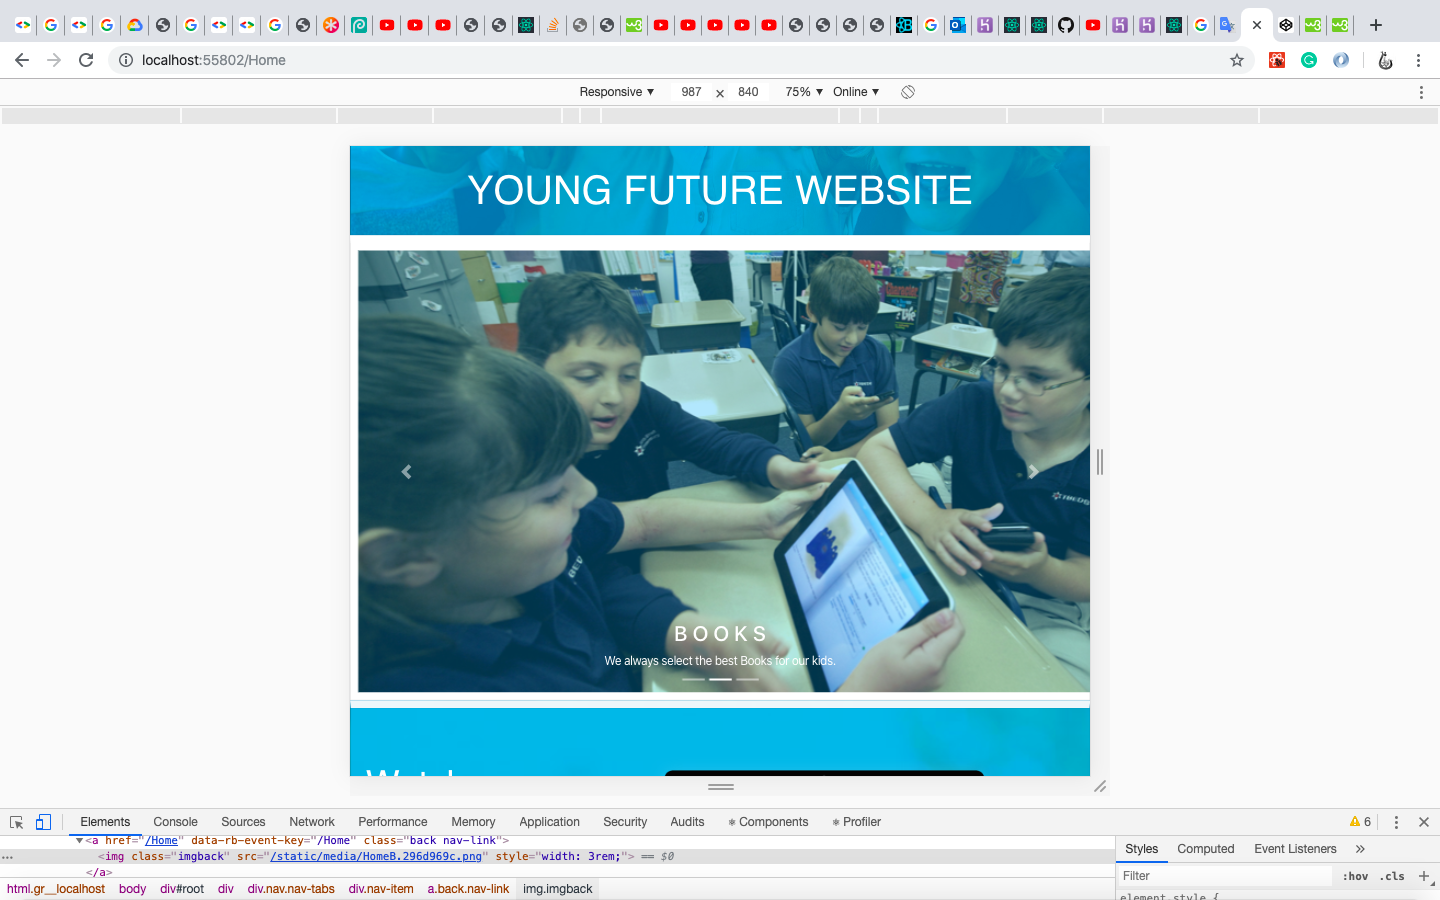 localhost:55802/Home
Responsive ▼ 987 × 840 75% ▼ Online ▼
YOUNG FUTURE WEBSITE
BOOKS
We always select the best Books for our kids.
Elements Console Sources Network Performance Memory Application Security Audits ⚛ Components ⚛ Profiler 6
▼<a href="/Home" data-rb-event-key="/Home" class="back nav-link">
<img class="imgback" src="/static/media/HomeB.296d969c.png" style="width: 3rem;"> == $0
</a>
html.gr__localhost body div#root div div.nav.nav-tabs div.nav-item a.back.nav-link img.imgback
Styles Computed Event Listeners »
Filter :hov .cls +
element.style {